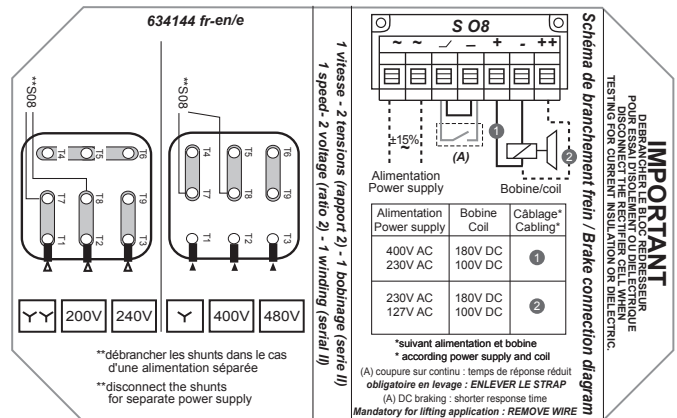 634144 fr-en/e
**S08
**S08
T4
T5
T6
T7
T8
T9
T1
T2
T3
T4
T5
T6
T7
T8
T9
T1
T2
T3
200V
240V
400V
480V
**débrancher les shunts dans le cas
d'une alimentation séparée
**disconnect the shunts
for separate power supply
1 vitesse - 2 tensions (rapport 2) - 1 bobinage (serie II)
1 speed- 2 voltage (ratio 2) - 1 winding (serial II)
S O8
~ ~ _/ _ + - ++
±15%
~
(A)
1
2
Alimentation
Power supply
Bobine/coil
Alimentation
Power supply
Bobine
Coil
Câblage*
Cabling*
400V AC
230V AC
180V DC
100V DC
1
230V AC
127V AC
180V DC
100V DC
2
*suivant alimentation et bobine
* according power supply and coil
(A) coupure sur continu : temps de réponse réduit
obligatoire en levage : ENLEVER LE STRAP
(A) DC braking : shorter response time
Mandatory for lifting application : REMOVE WIRE
Schéma de branchement frein / Brake connection diagram
IMPORTANT
DEBRANCHER LE BLOC REDRESSEUR
POUR ESSAI D'ISOLEMENT OU DIELECTRIQUE
DISCONNECT THE RECTIFIER CELL WHEN
TESTING FOR CURRENT INSULATION OR DIELECTRIC.